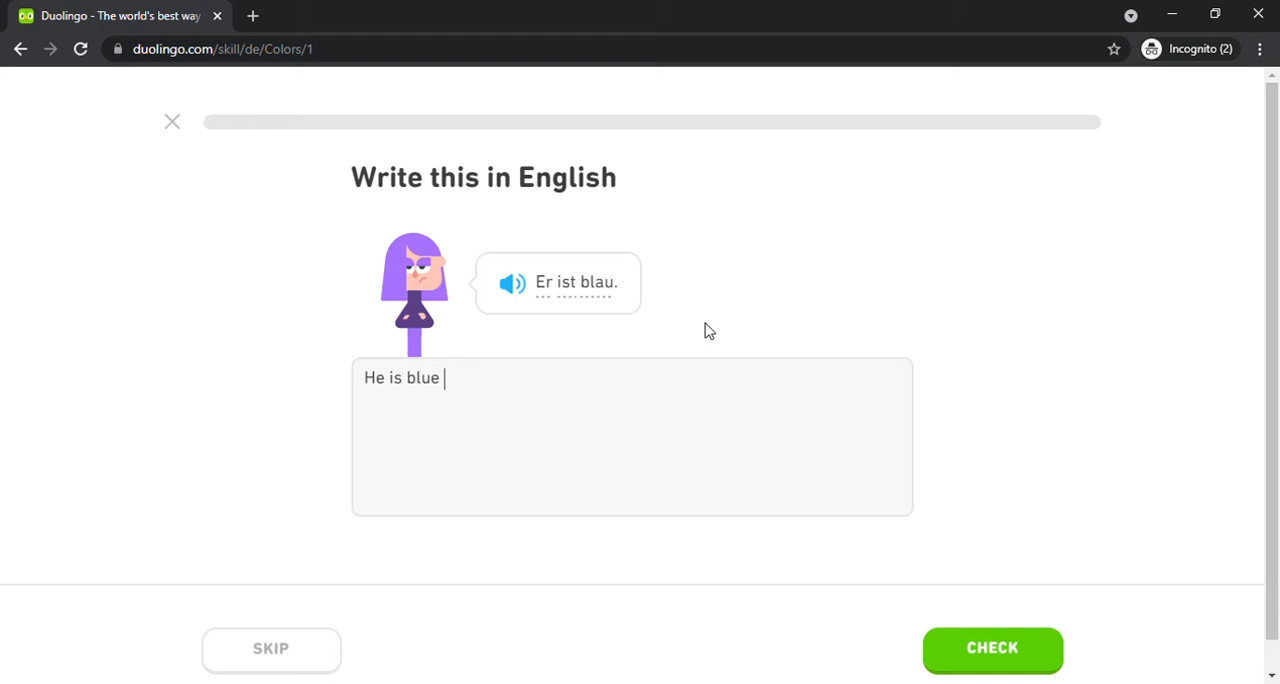 Duolingo - The world's best way
duolingo.com/skill/de/Colors/1
Incognito (2)
Write this in English
Er ist blau.
He is blue
SKIP
CHECK